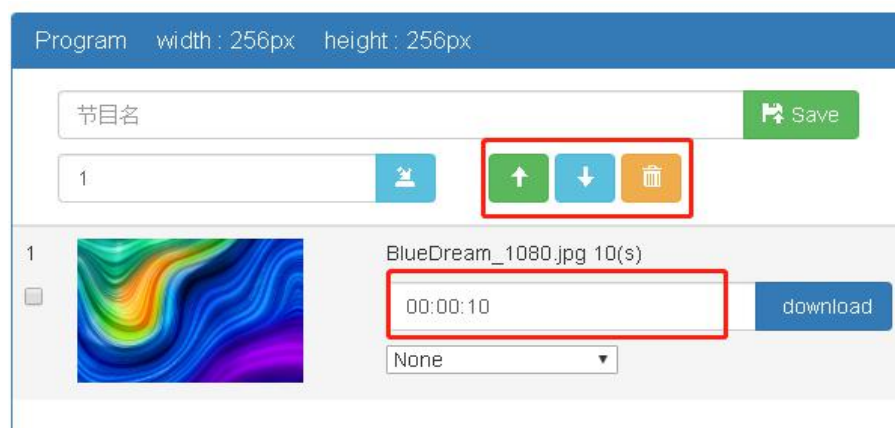 Program width : 256px height : 256px
节目名 Save
1
1 BlueDream_1080.jpg 10(s)
00:00:10 download
None